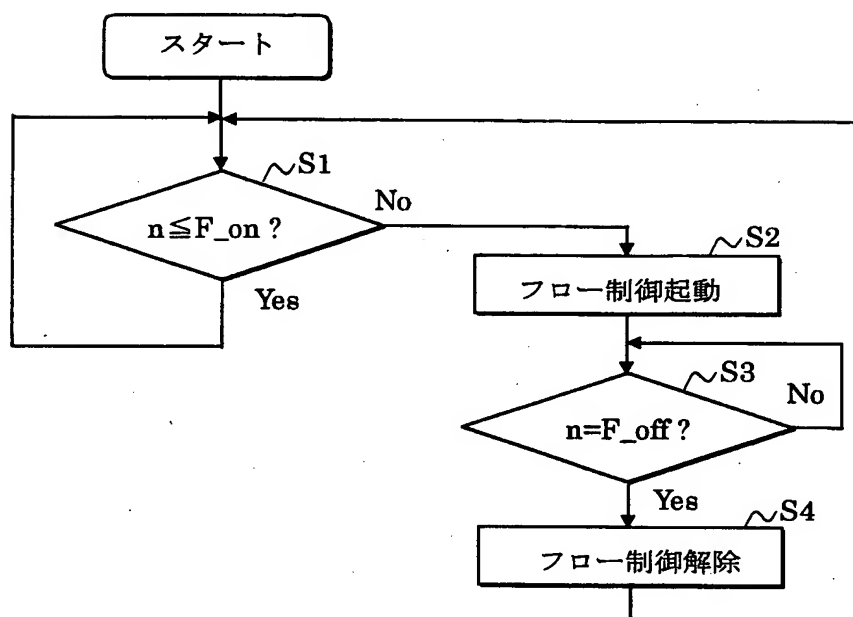 スタート
S1
n≦F_on ?
No
Yes
S2
フロー制御起動
S3
n=F_off ?
No
Yes
S4
フロー制御解除